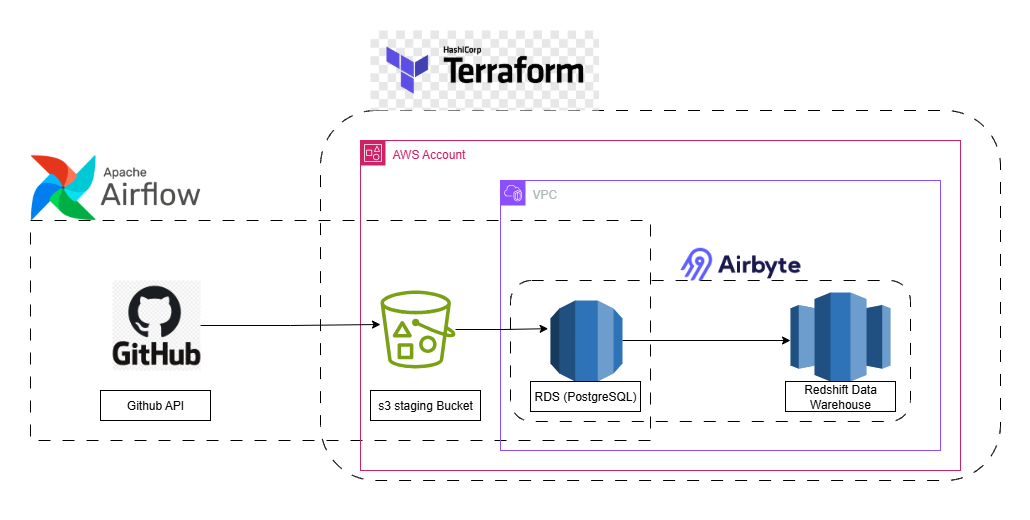 HashiCorp
Terraform
AWS Account
Apache
Airflow
VPC
Airbyte
GitHub
Github API
s3 staging Bucket
RDS (PostgreSQL)
Redshift Data
Warehouse